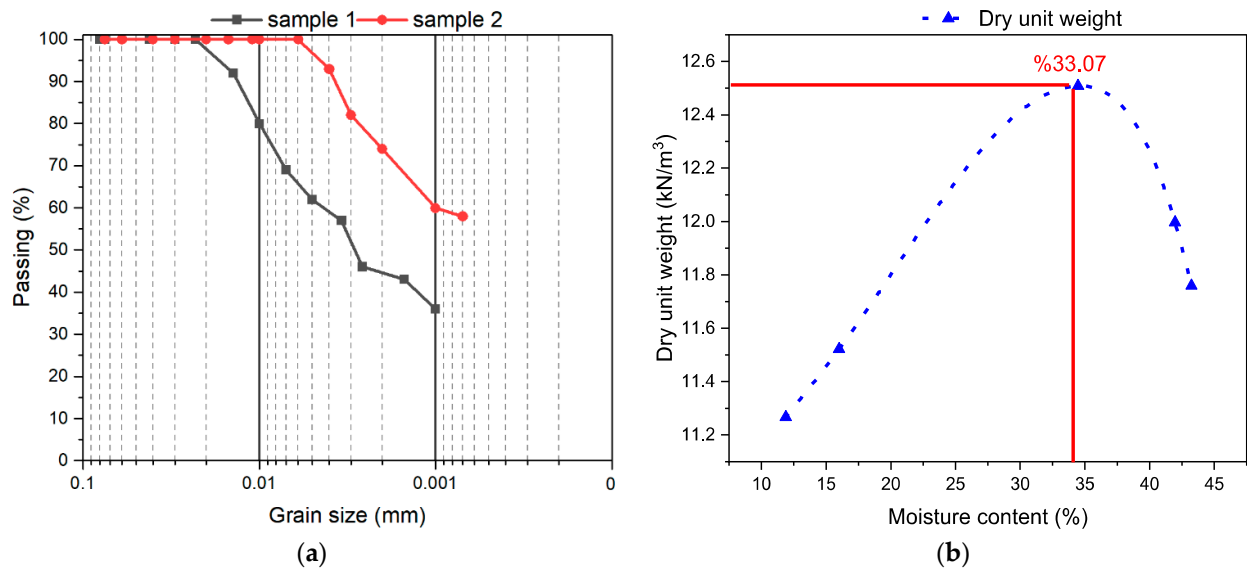 sample 1 sample 2
100
90
80
70
60
50
40
30
20
10
0
0.1 0.01 0.001 0
Passing (%)
Grain size (mm)
(a)
Dry unit weight
%33.07
12.6
12.4
12.2
12.0
11.8
11.6
11.4
11.2
10 15 20 25 30 35 40 45
Dry unit weight (kN/m³)
Moisture content (%)
(b)